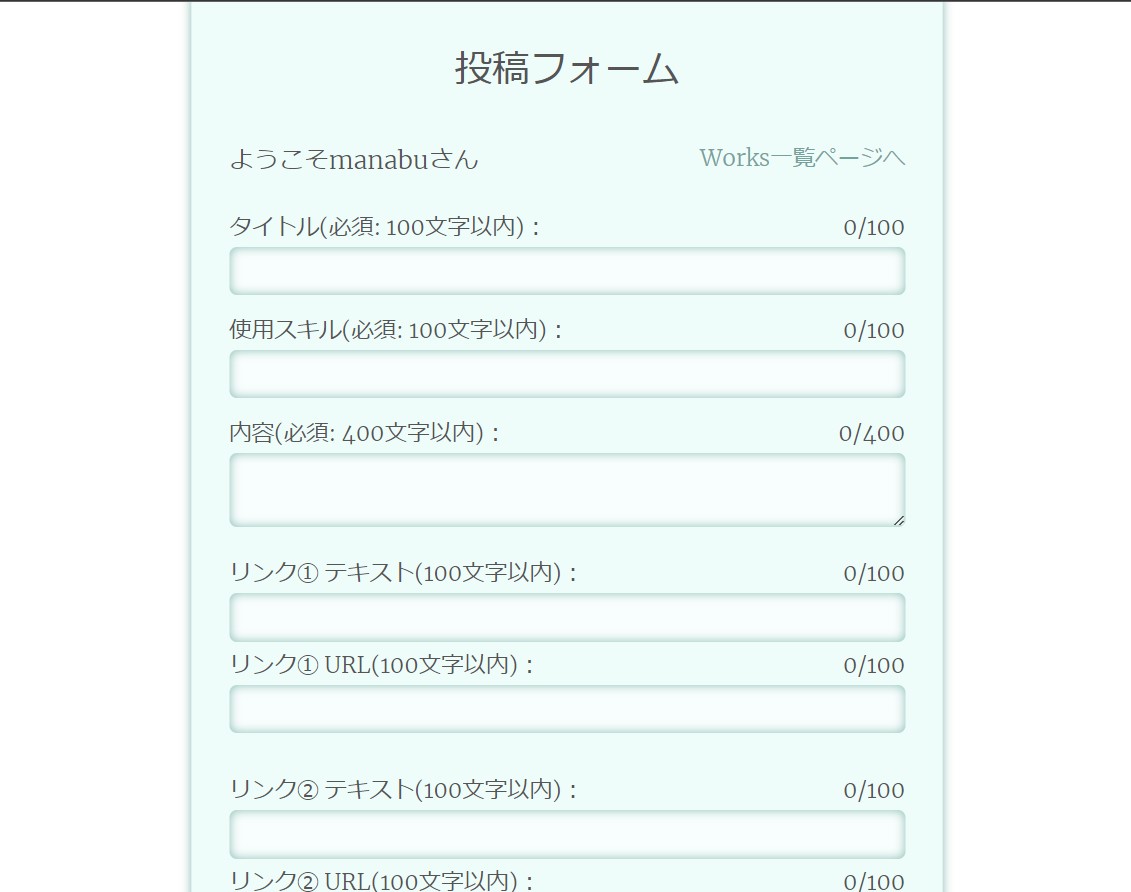 投稿フォーム
ようこそmanabuさん Works一覧ページへ
タイトル(必須: 100文字以内) : 0/100
使用スキル(必須: 100文字以内) : 0/100
内容(必須: 400文字以内) : 0/400
リンク① テキスト(100文字以内) : 0/100
リンク① URL(100文字以内) : 0/100
リンク② テキスト(100文字以内) : 0/100
リンク② URL(100文字以内) : 0/100